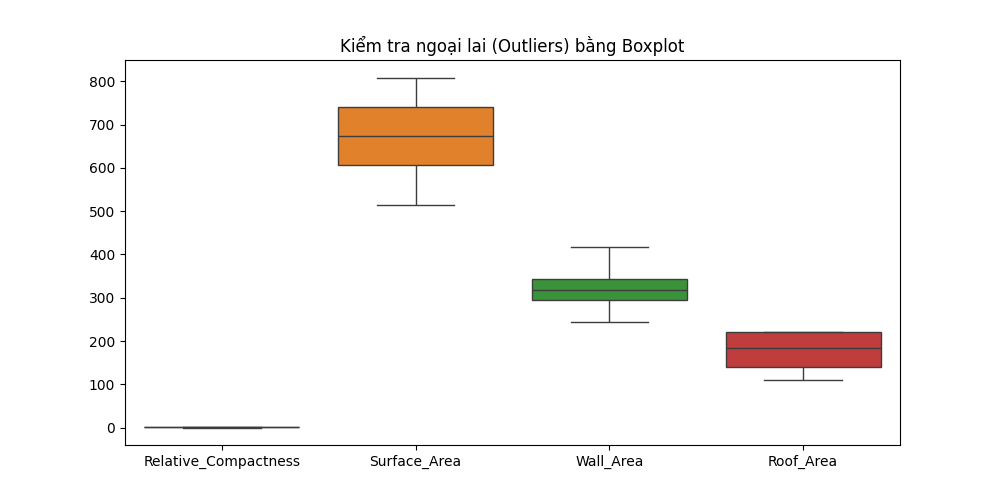 Kiểm tra ngoại lai (Outliers) bằng Boxplot
800
700
600
500
400
300
200
100
0
Relative_Compactness
Surface_Area
Wall_Area
Roof_Area